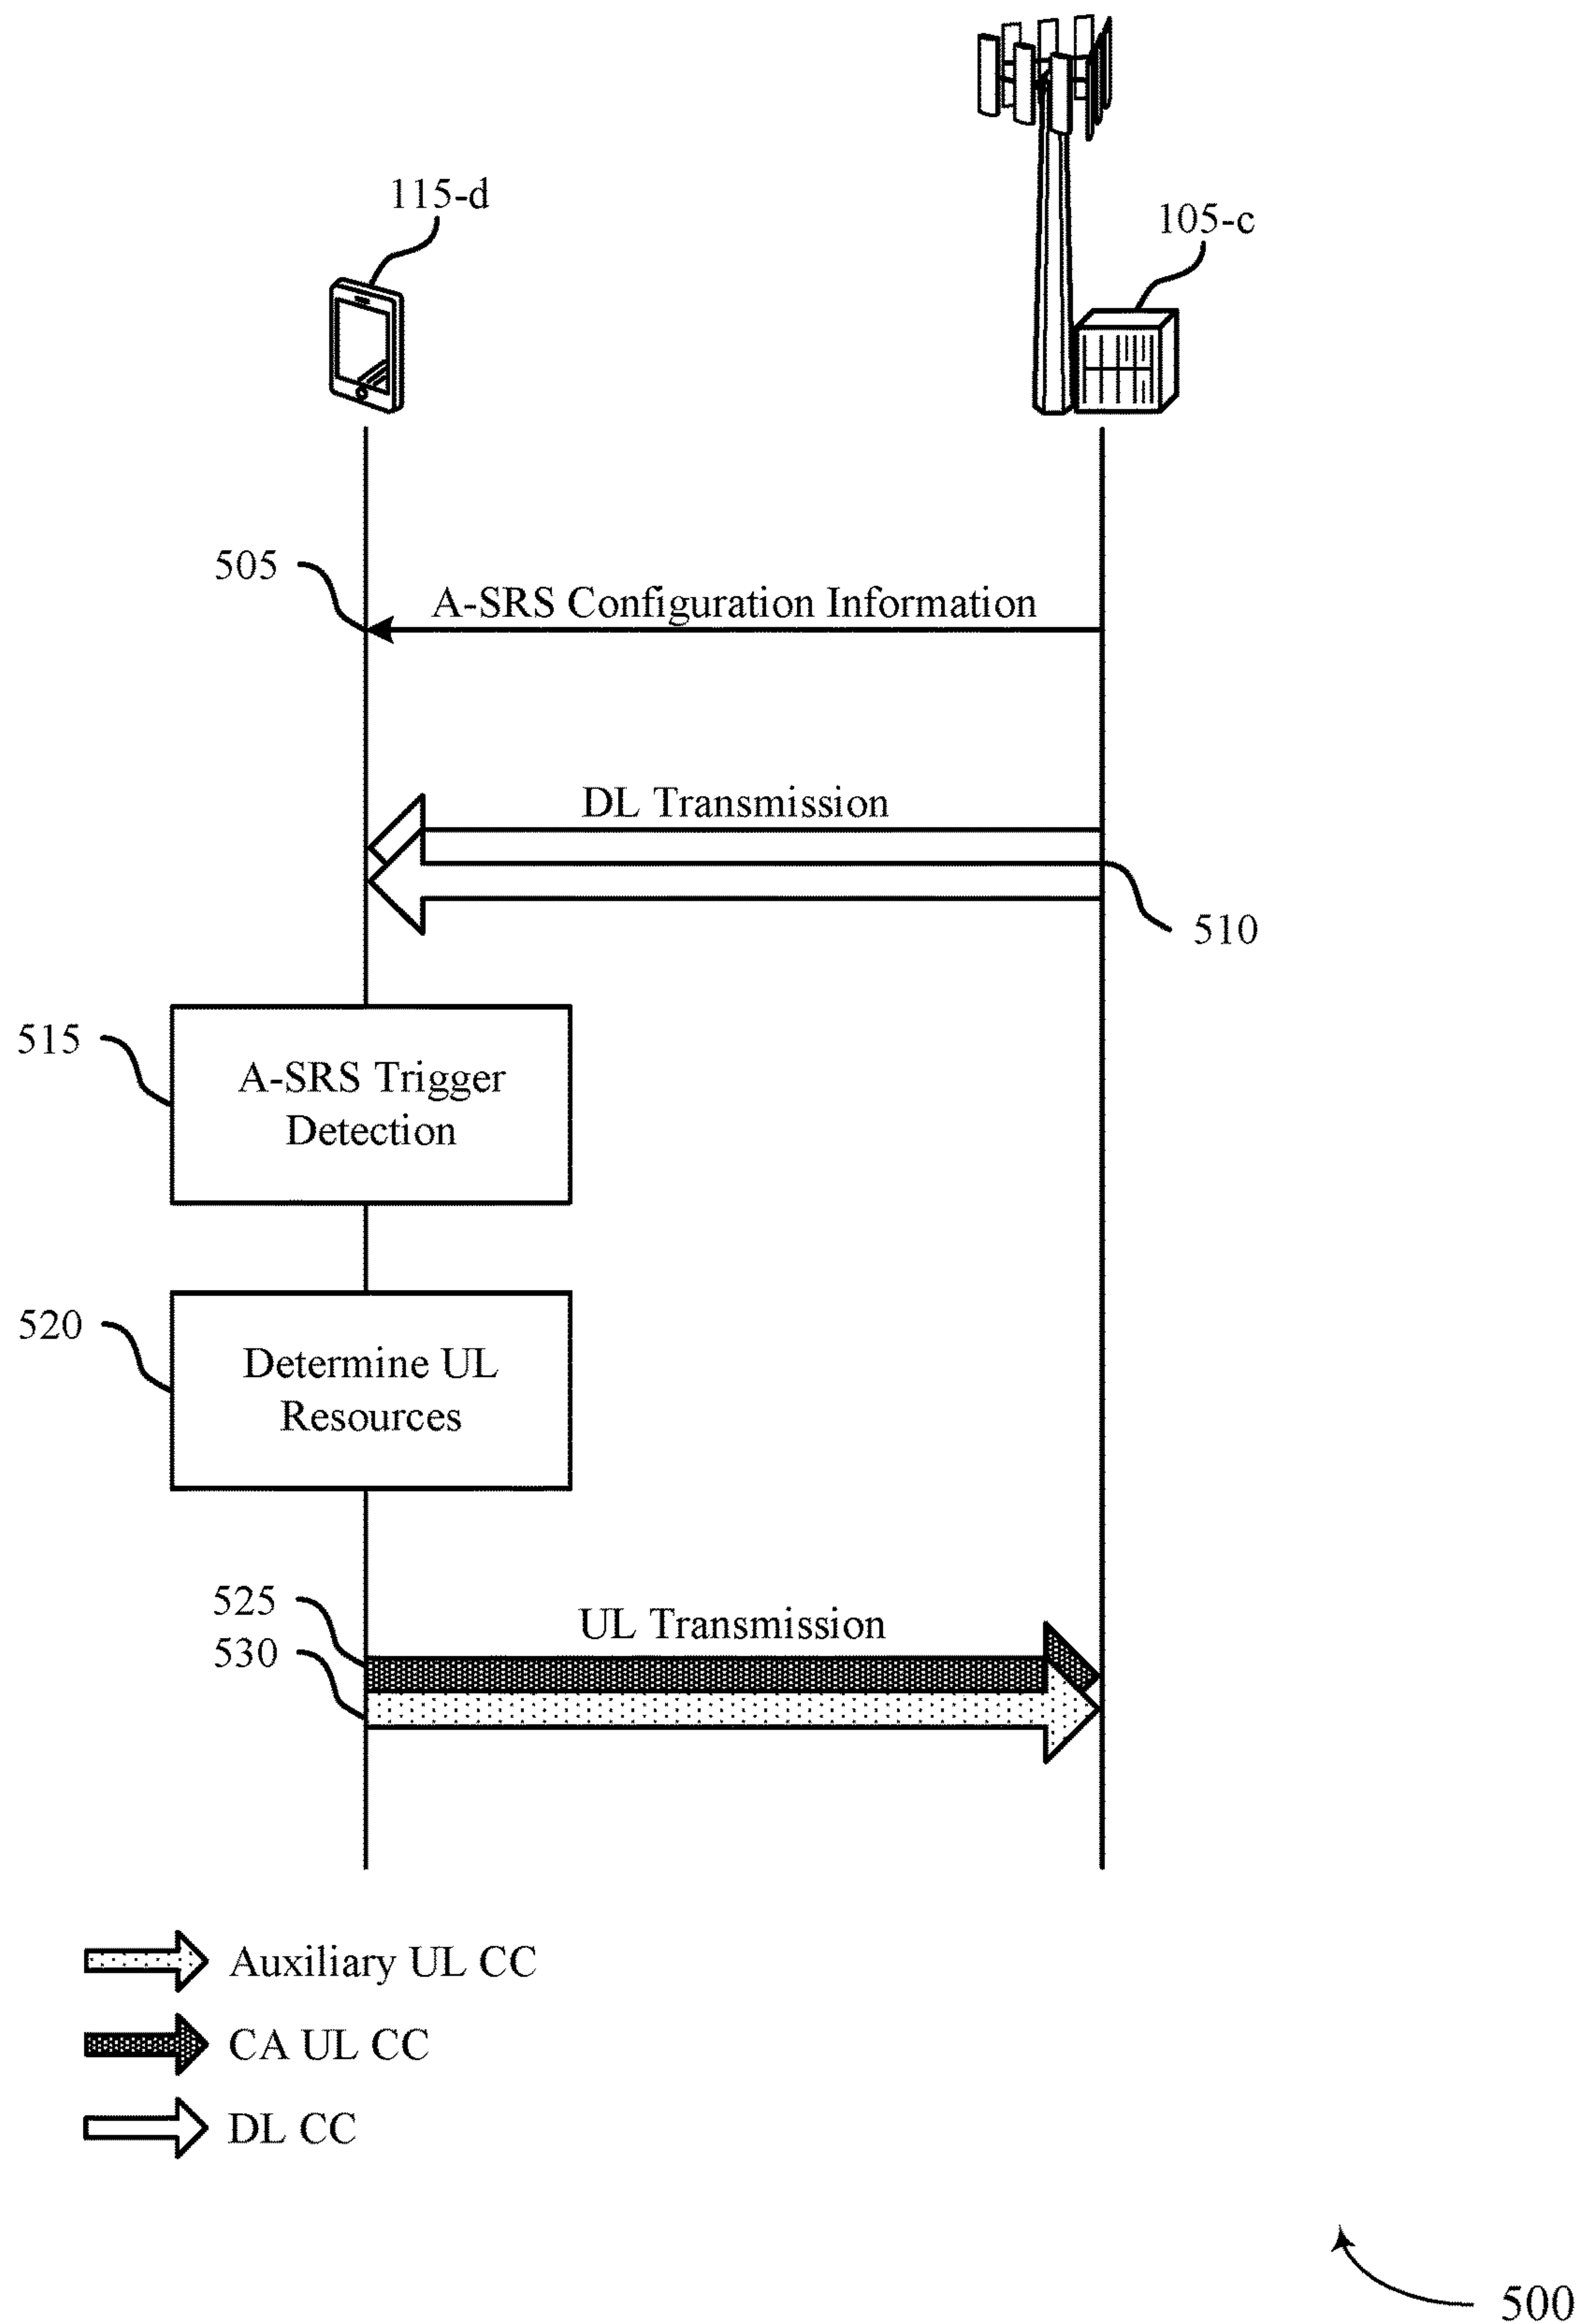 115-d
105-c
505
A-SRS Configuration Information
DL Transmission
510
515
A-SRS Trigger
Detection
520
Determine UL
Resources
525
UL Transmission
530
Auxiliary UL CC
CA UL CC
DL CC
500